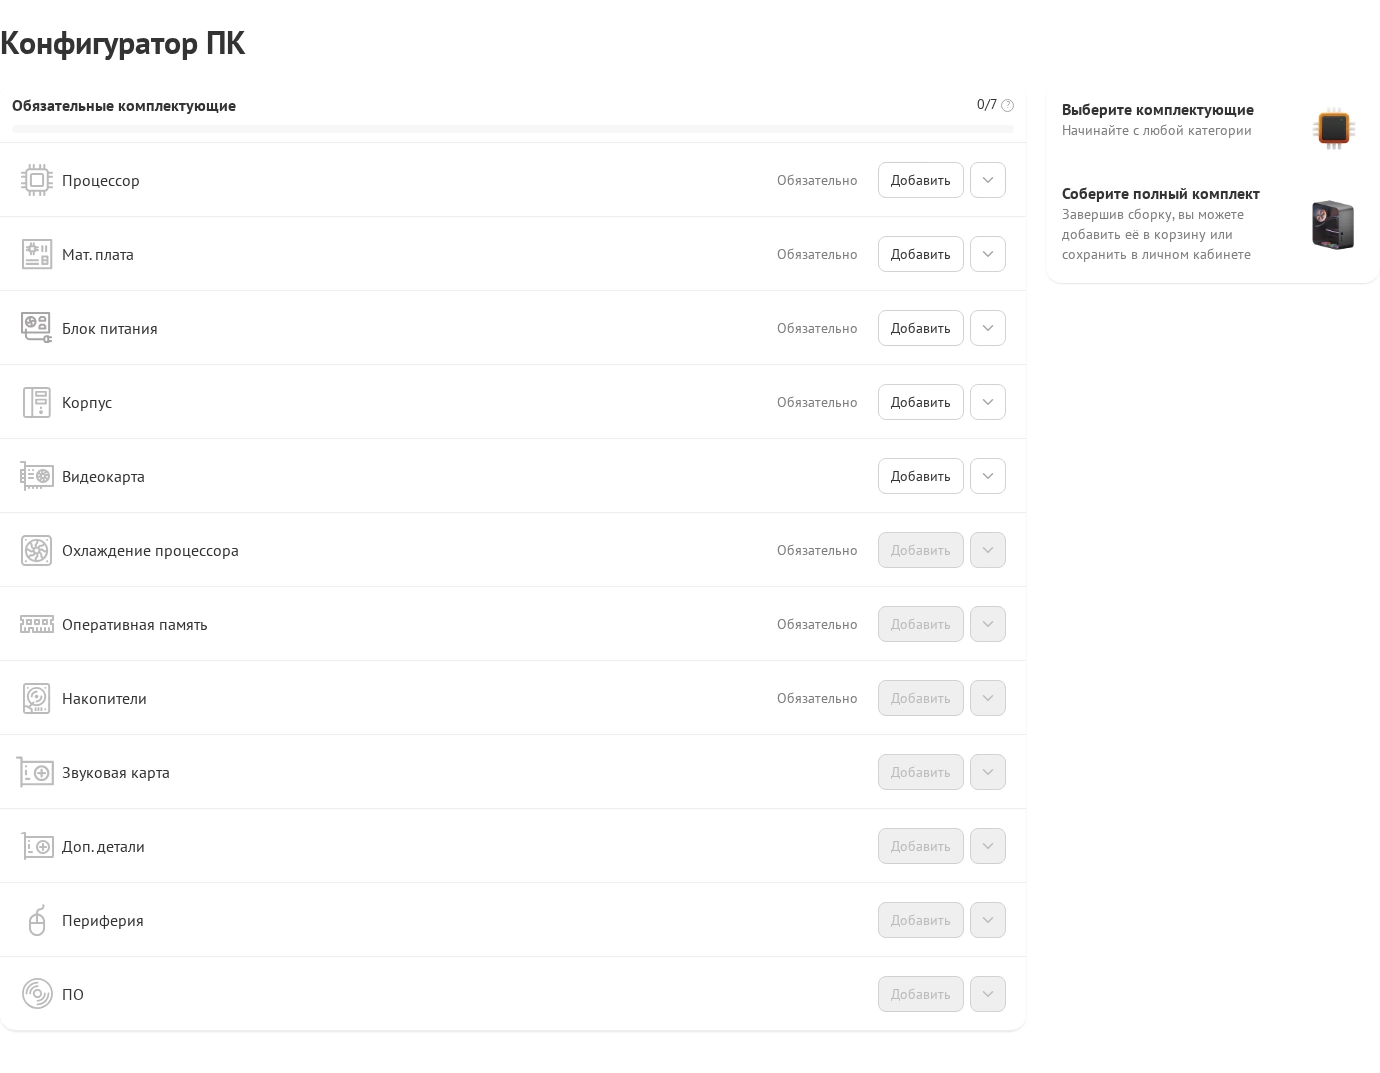 Конфигуратор ПК
Обязательные комплектующие
0/7 ?
Процессор
Обязательно
Добавить
Мат. плата
Обязательно
Добавить
Блок питания
Обязательно
Добавить
Корпус
Обязательно
Добавить
Видеокарта
Добавить
Охлаждение процессора
Обязательно
Добавить
Оперативная память
Обязательно
Добавить
Накопители
Обязательно
Добавить
Звуковая карта
Добавить
Доп. детали
Добавить
Периферия
Добавить
ПО
Добавить
Выберите комплектующие
Начинайте с любой категории
Соберите полный комплект
Завершив сборку, вы можете
добавить её в корзину или
сохранить в личном кабинете